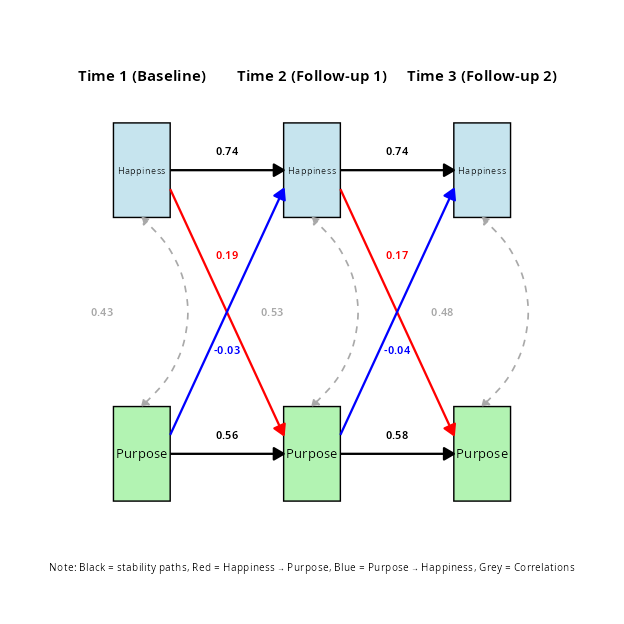 Time 1 (Baseline) Time 2 (Follow-up 1) Time 3 (Follow-up 2)
0.74 0.74
Happiness Happiness Happiness
0.19 0.17
0.43 0.53 0.48
-0.03 -0.04
0.56 0.58
Purpose Purpose Purpose
Note: Black = stability paths, Red = Happiness → Purpose, Blue = Purpose → Happiness, Grey = Correlations